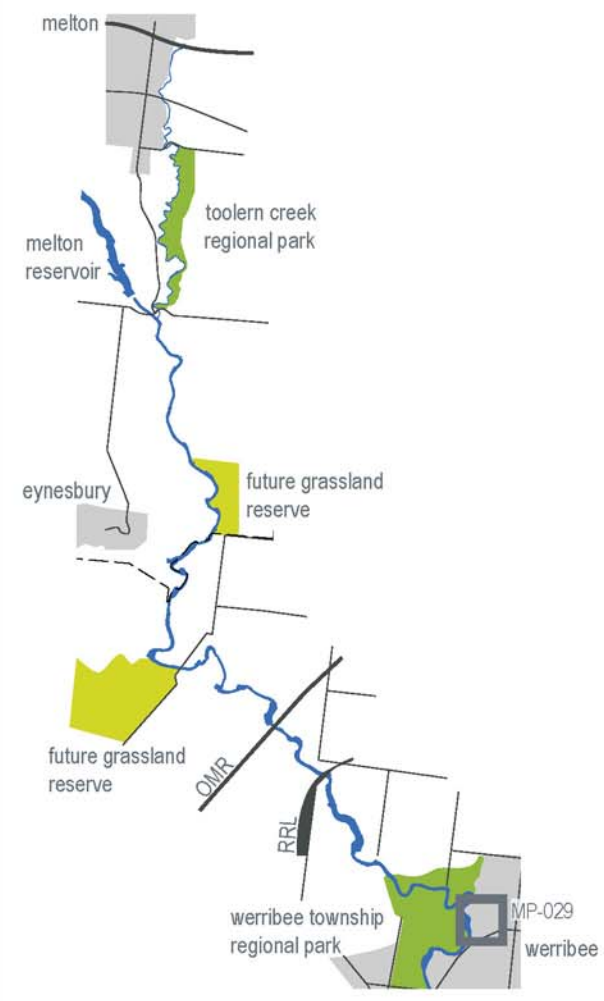 melton
toolern creek
regional park
melton
reservoir
eynesbury
future grassland
reserve
future grassland
reserve
OMR
RRL
werribee township
regional park
MP-029
werribee